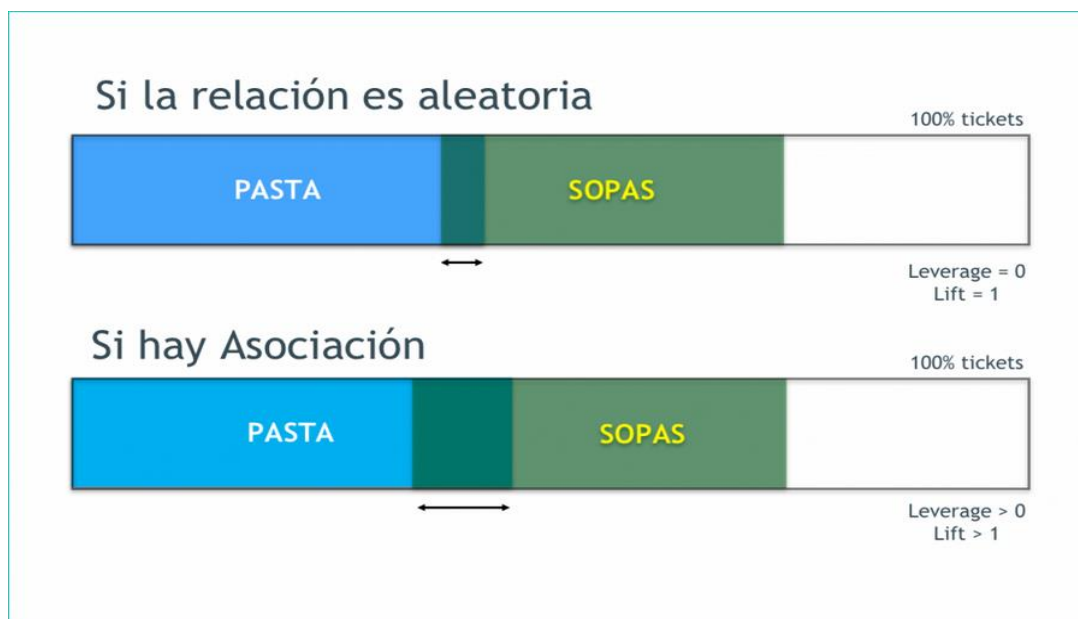 Si la relación es aleatoria
100% tickets
PASTA
SOPAS
Leverage = 0
Lift = 1
Si hay Asociación
100% tickets
PASTA
SOPAS
Leverage > 0
Lift > 1